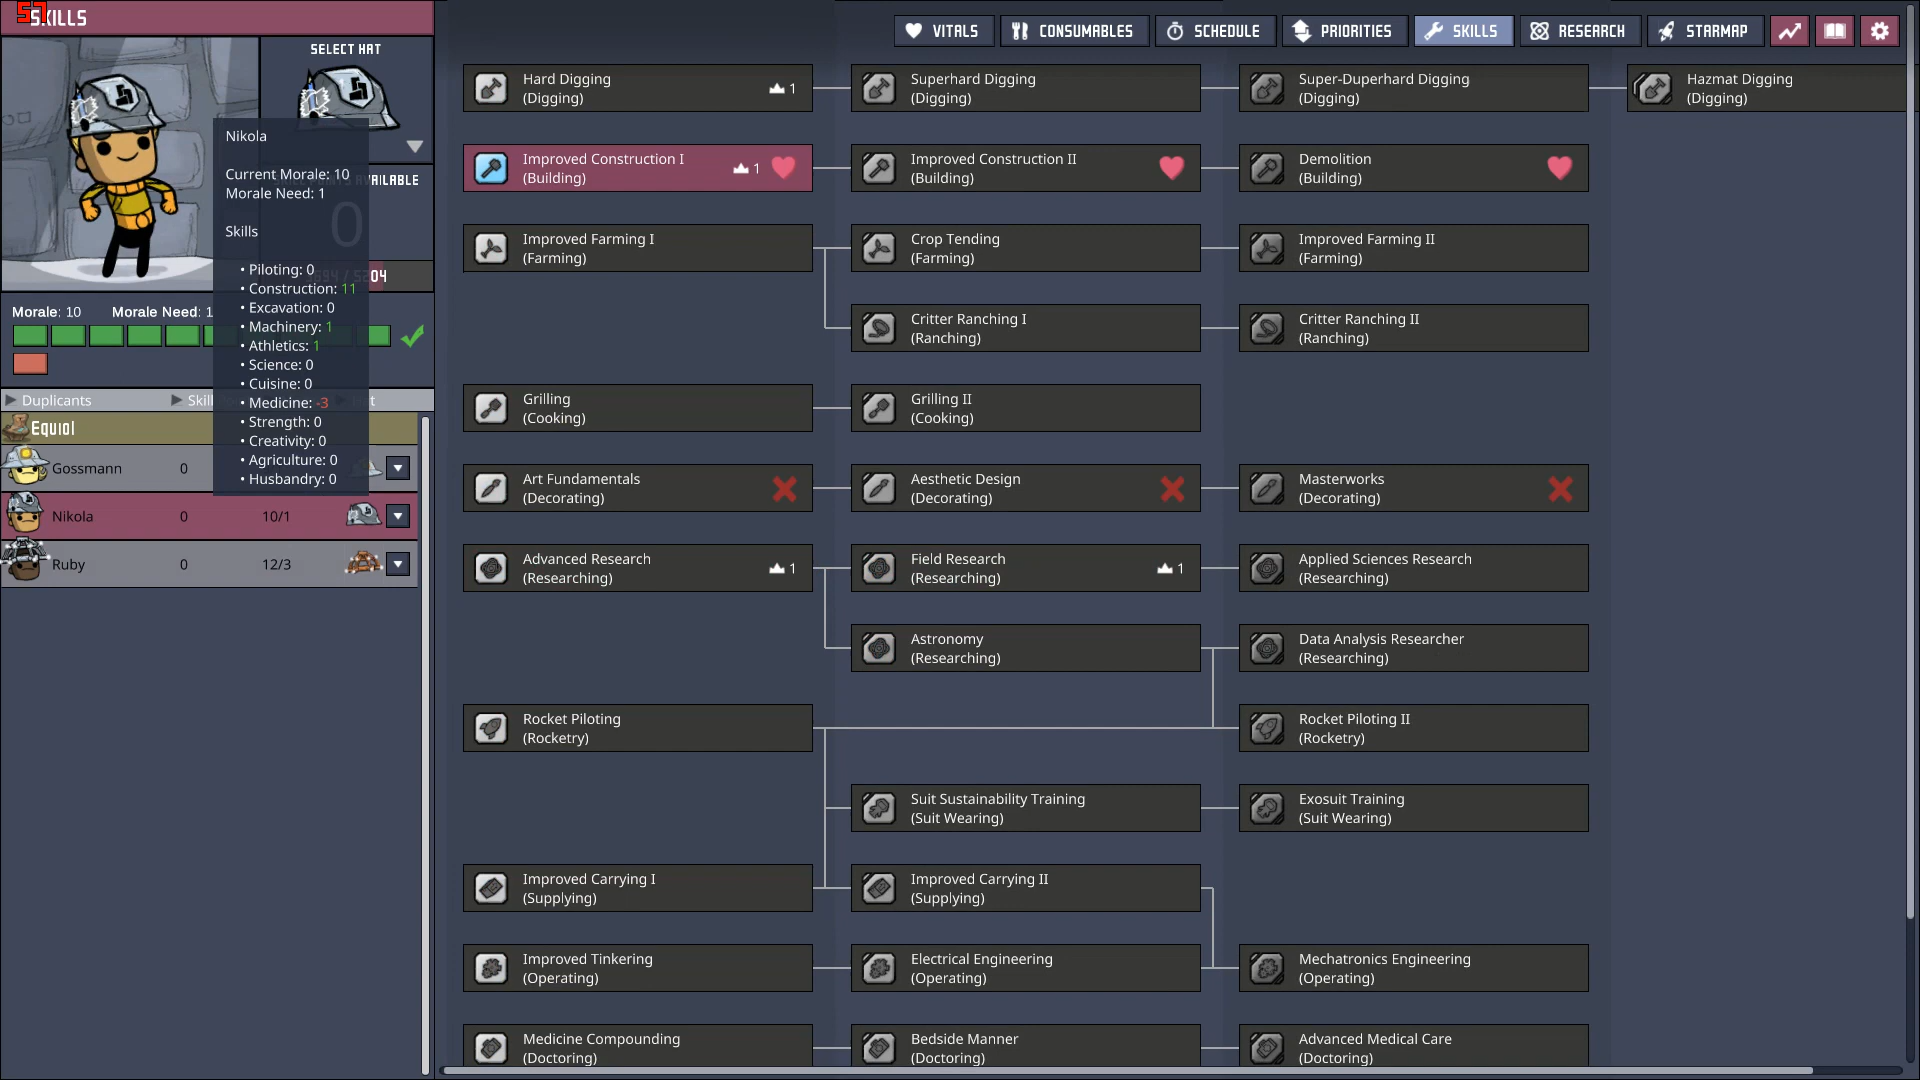 57
SKILLS
VITALS
CONSUMABLES
SCHEDULE
PRIORITIES
SKILLS
RESEARCH
STARMAP
SELECT HAT
AVAILABLE
0
04
Nikola
Current Morale: 10
Morale Need: 1
Skills
• Piloting: 0
• Construction: 11
• Excavation: 0
• Machinery: 1
• Athletics: 1
• Science: 0
• Cuisine: 0
• Medicine: -3
• Strength: 0
• Creativity: 0
• Agriculture: 0
• Husbandry: 0
Morale: 10
Morale Need: 1
Duplicants
Skill
Equiol
Gossmann 0
Nikola 0 10/1
Ruby 0 12/3
Hard Digging
(Digging)
1
Superhard Digging
(Digging)
Super-Duperhard Digging
(Digging)
Hazmat Digging
(Digging)
Improved Construction I
(Building)
1
Improved Construction II
(Building)
Demolition
(Building)
Improved Farming I
(Farming)
Crop Tending
(Farming)
Improved Farming II
(Farming)
Critter Ranching I
(Ranching)
Critter Ranching II
(Ranching)
Grilling
(Cooking)
Grilling II
(Cooking)
Art Fundamentals
(Decorating)
Aesthetic Design
(Decorating)
Masterworks
(Decorating)
Advanced Research
(Researching)
1
Field Research
(Researching)
1
Applied Sciences Research
(Researching)
Astronomy
(Researching)
Data Analysis Researcher
(Researching)
Rocket Piloting
(Rocketry)
Rocket Piloting II
(Rocketry)
Suit Sustainability Training
(Suit Wearing)
Exosuit Training
(Suit Wearing)
Improved Carrying I
(Supplying)
Improved Carrying II
(Supplying)
Improved Tinkering
(Operating)
Electrical Engineering
(Operating)
Mechatronics Engineering
(Operating)
Medicine Compounding
(Doctoring)
Bedside Manner
(Doctoring)
Advanced Medical Care
(Doctoring)